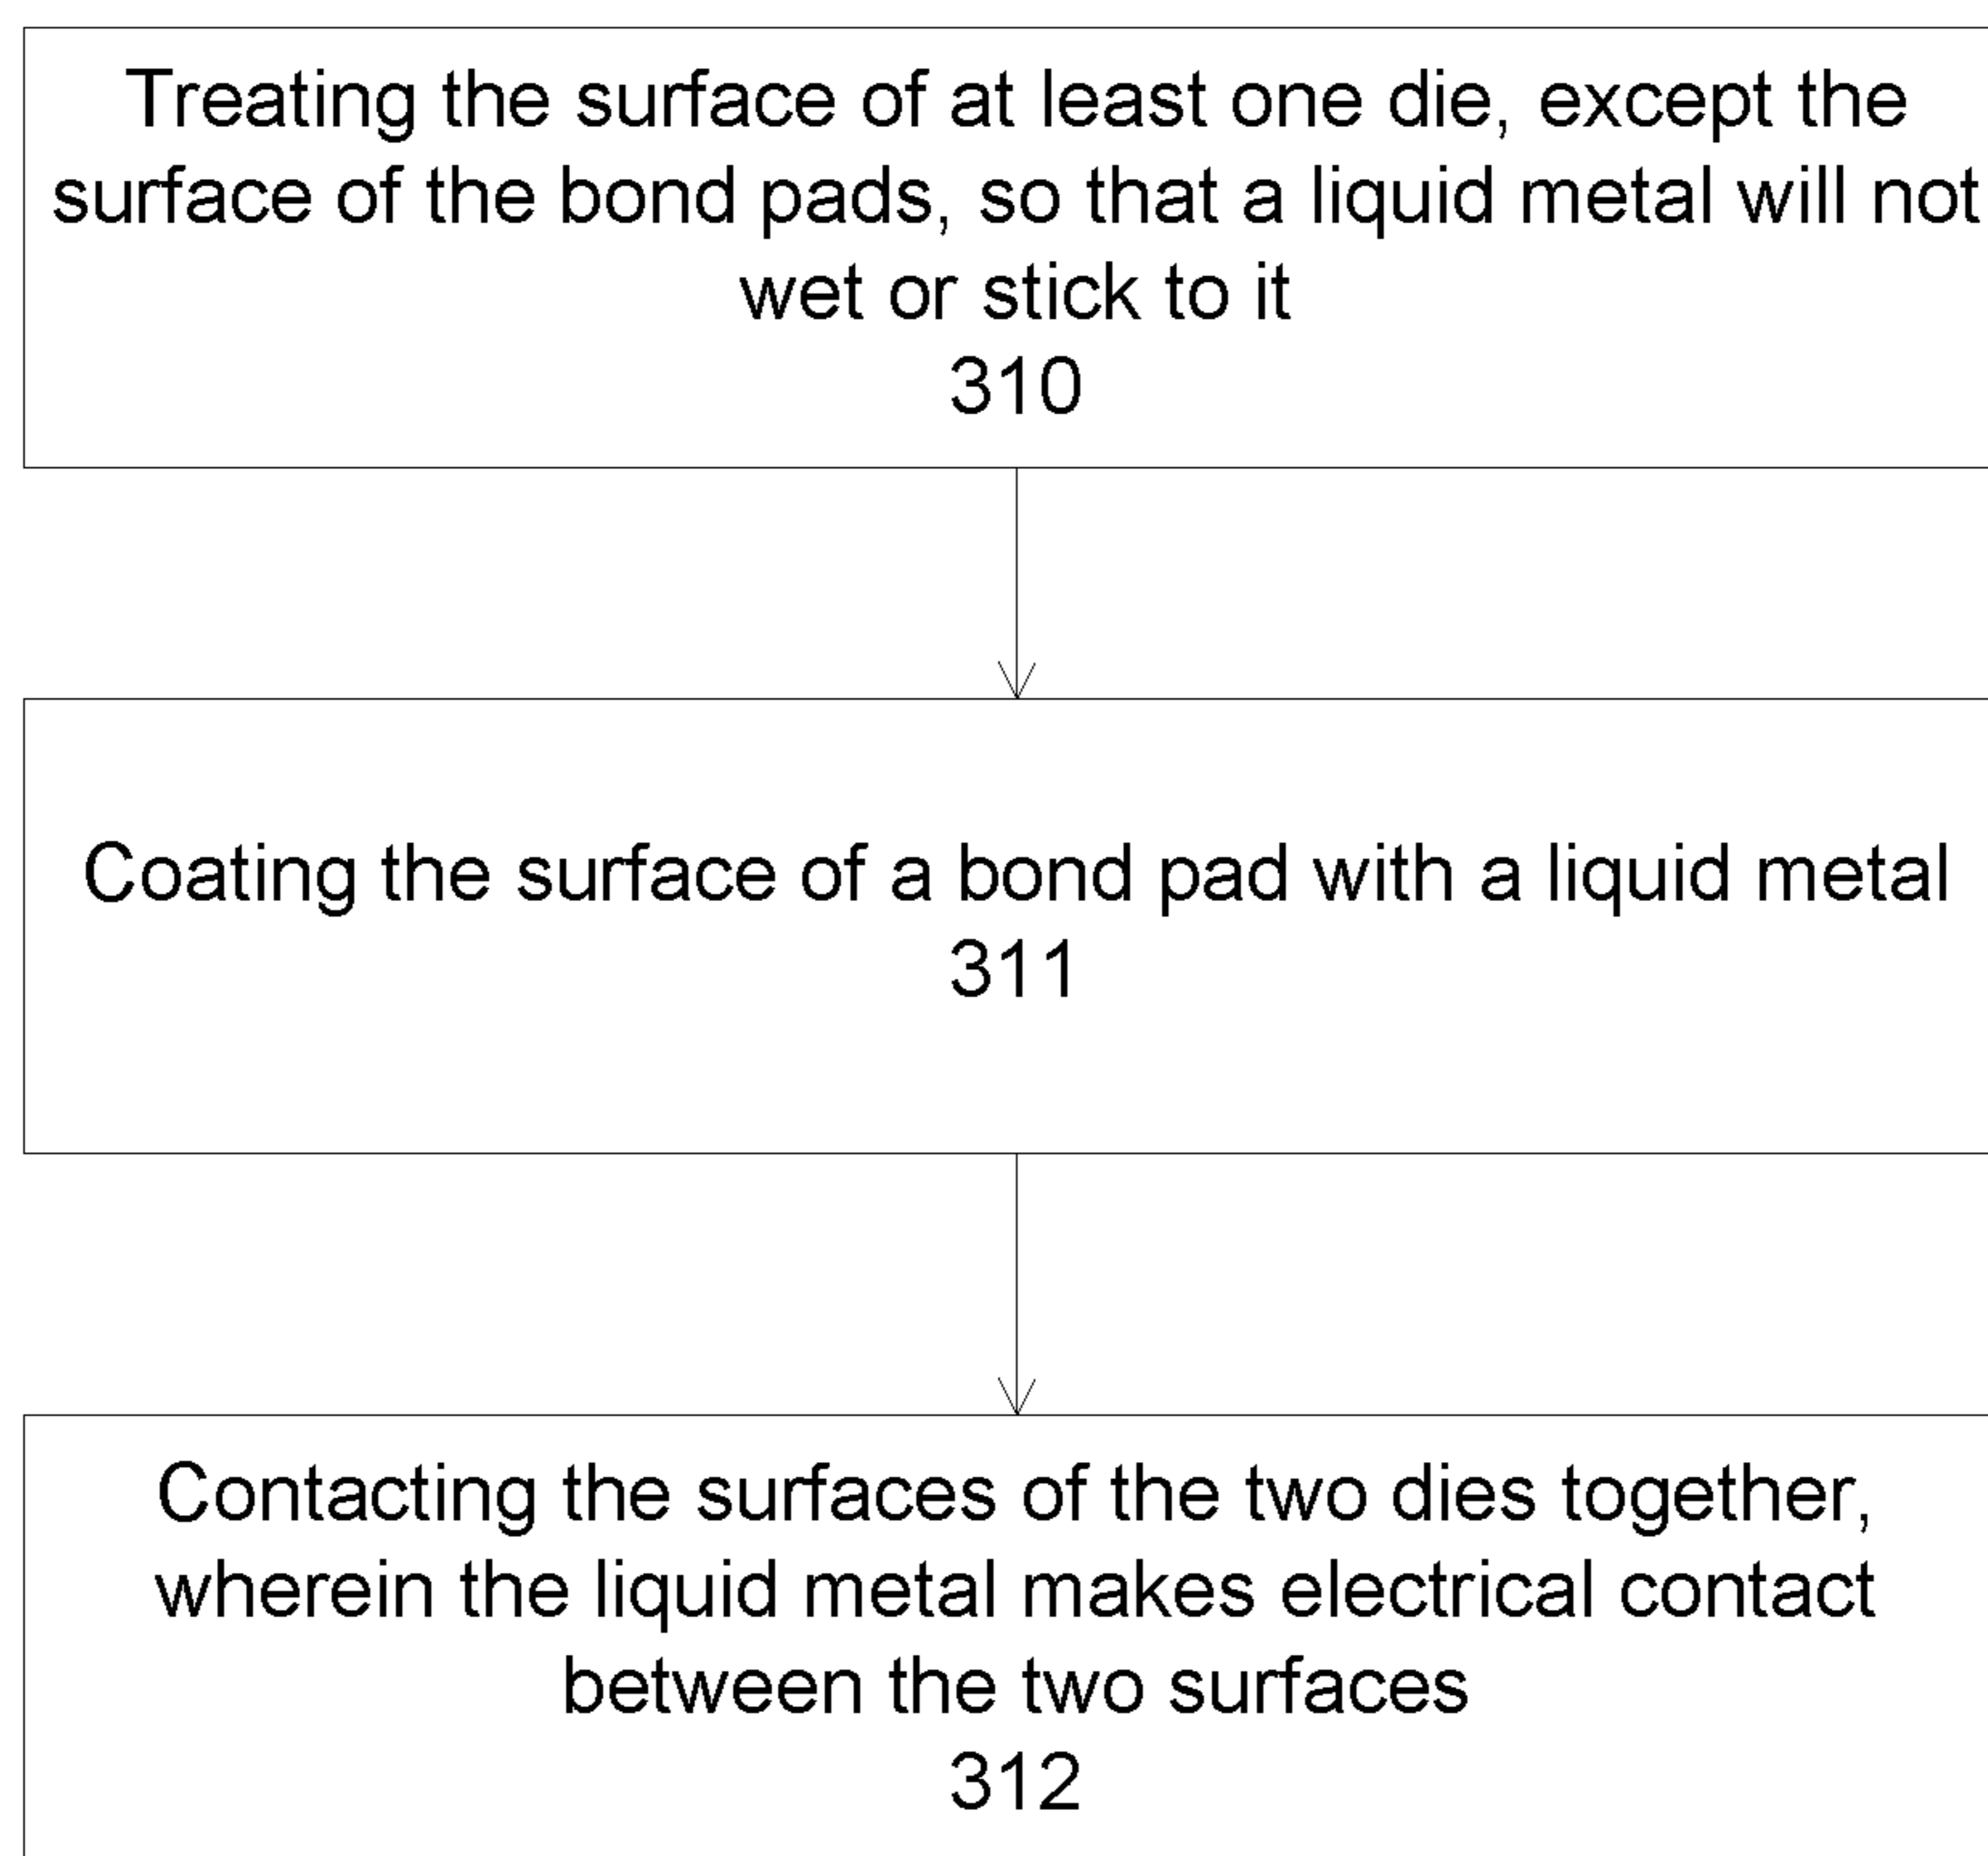 Treating the surface of at least one die, except the
surface of the bond pads, so that a liquid metal will not
wet or stick to it
310
Coating the surface of a bond pad with a liquid metal
311
Contacting the surfaces of the two dies together,
wherein the liquid metal makes electrical contact
between the two surfaces
312